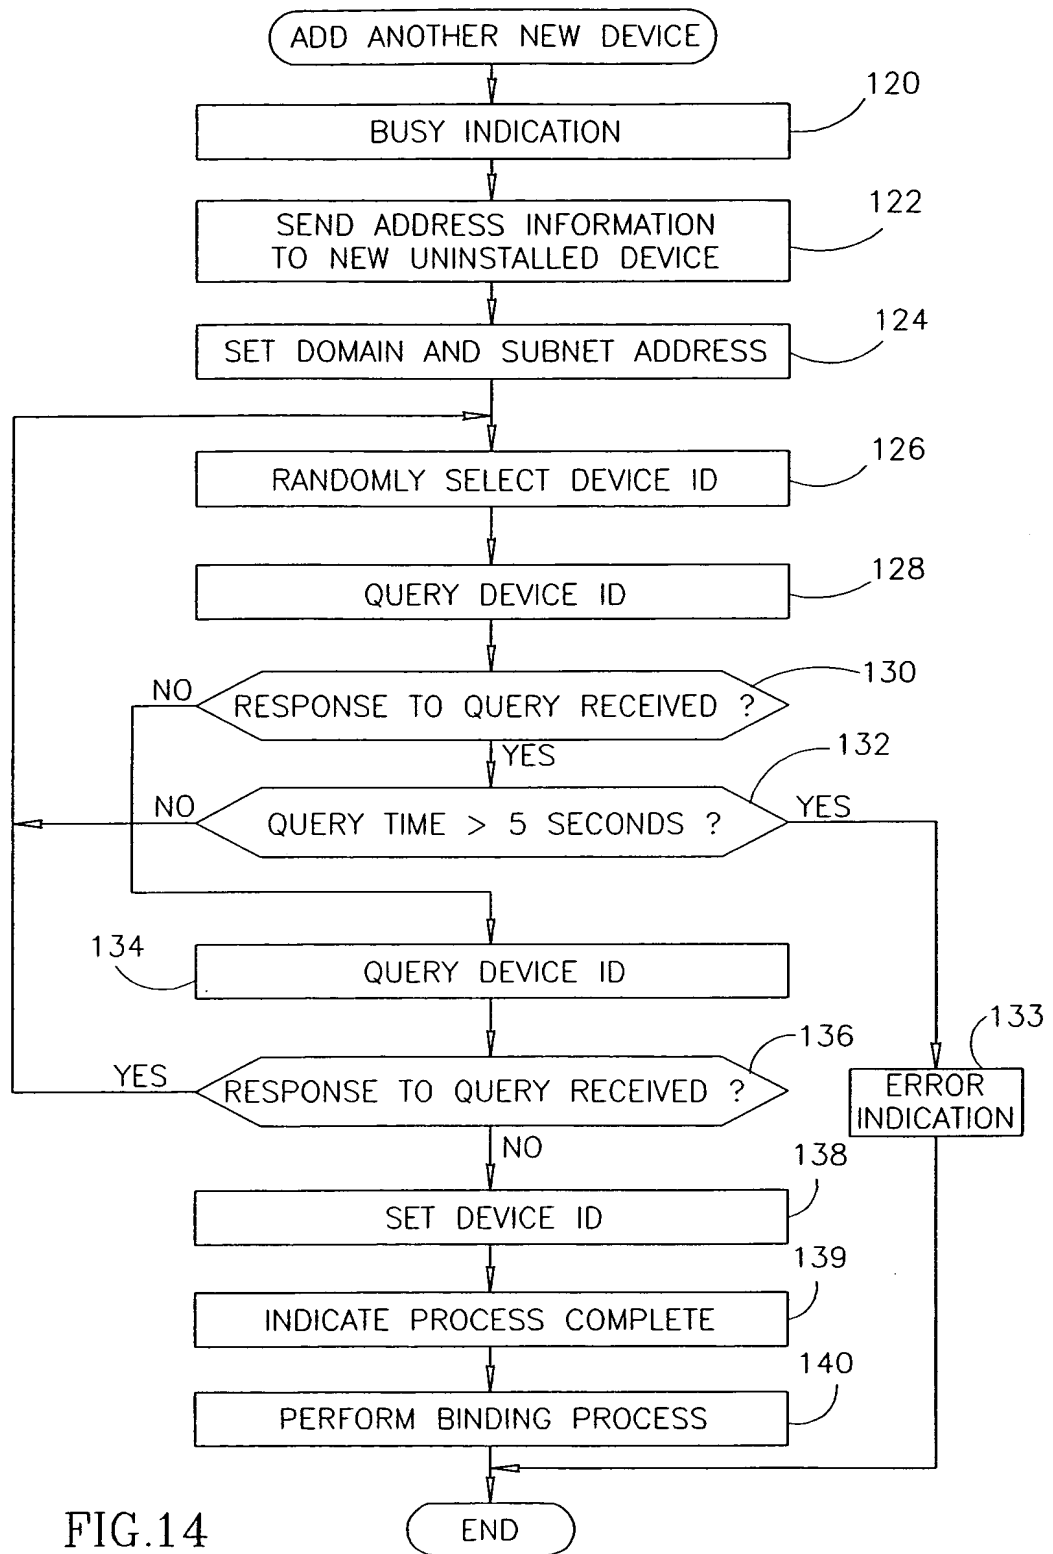 ADD ANOTHER NEW DEVICE
120
BUSY INDICATION
122
SEND ADDRESS INFORMATION
TO NEW UNINSTALLED DEVICE
124
SET DOMAIN AND SUBNET ADDRESS
126
RANDOMLY SELECT DEVICE ID
128
QUERY DEVICE ID
130
NO
RESPONSE TO QUERY RECEIVED ?
YES
132
NO
QUERY TIME > 5 SECONDS ?
YES
134
QUERY DEVICE ID
133
136
YES
RESPONSE TO QUERY RECEIVED ?
ERROR
INDICATION
NO
138
SET DEVICE ID
139
INDICATE PROCESS COMPLETE
140
PERFORM BINDING PROCESS
END
FIG.14